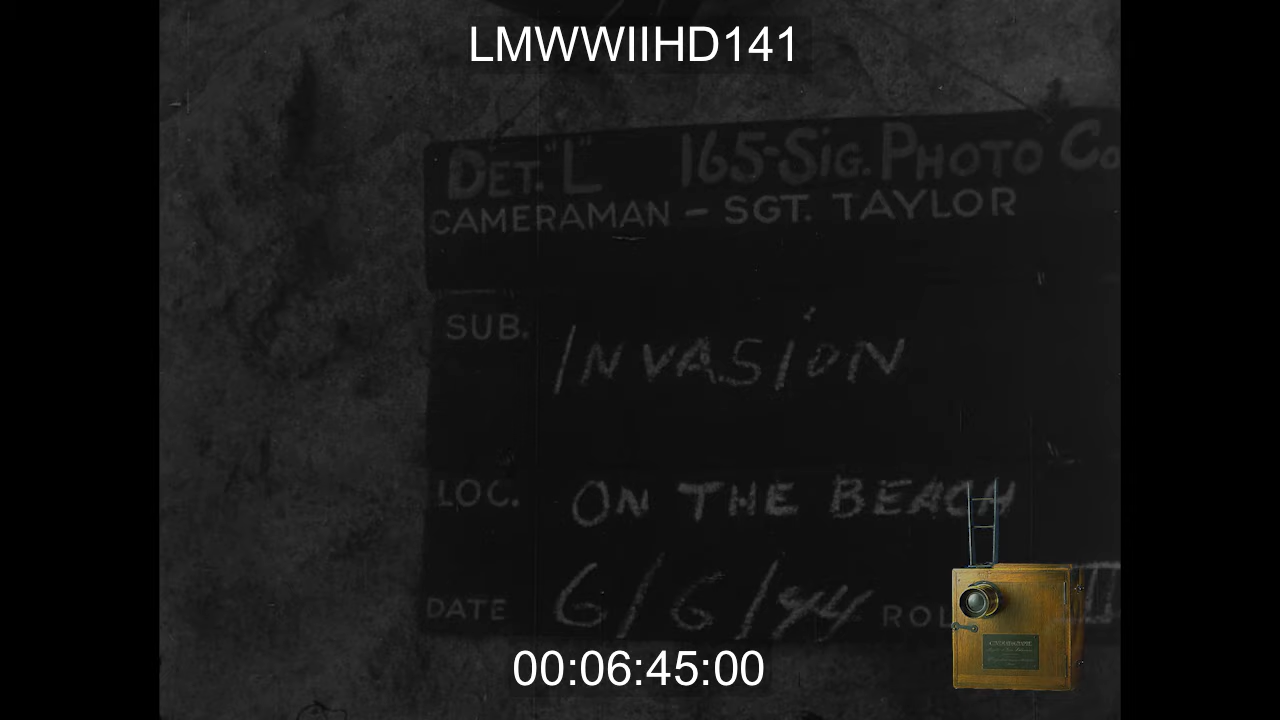 LMWWIIHD141
DET. "L" 165-SIG. PHOTO Co
CAMERAMAN - SGT. TAYLOR
SUB. INVASION
LOC. ON THE BEACH
DATE 6/6/44 ROL
00:06:45:00